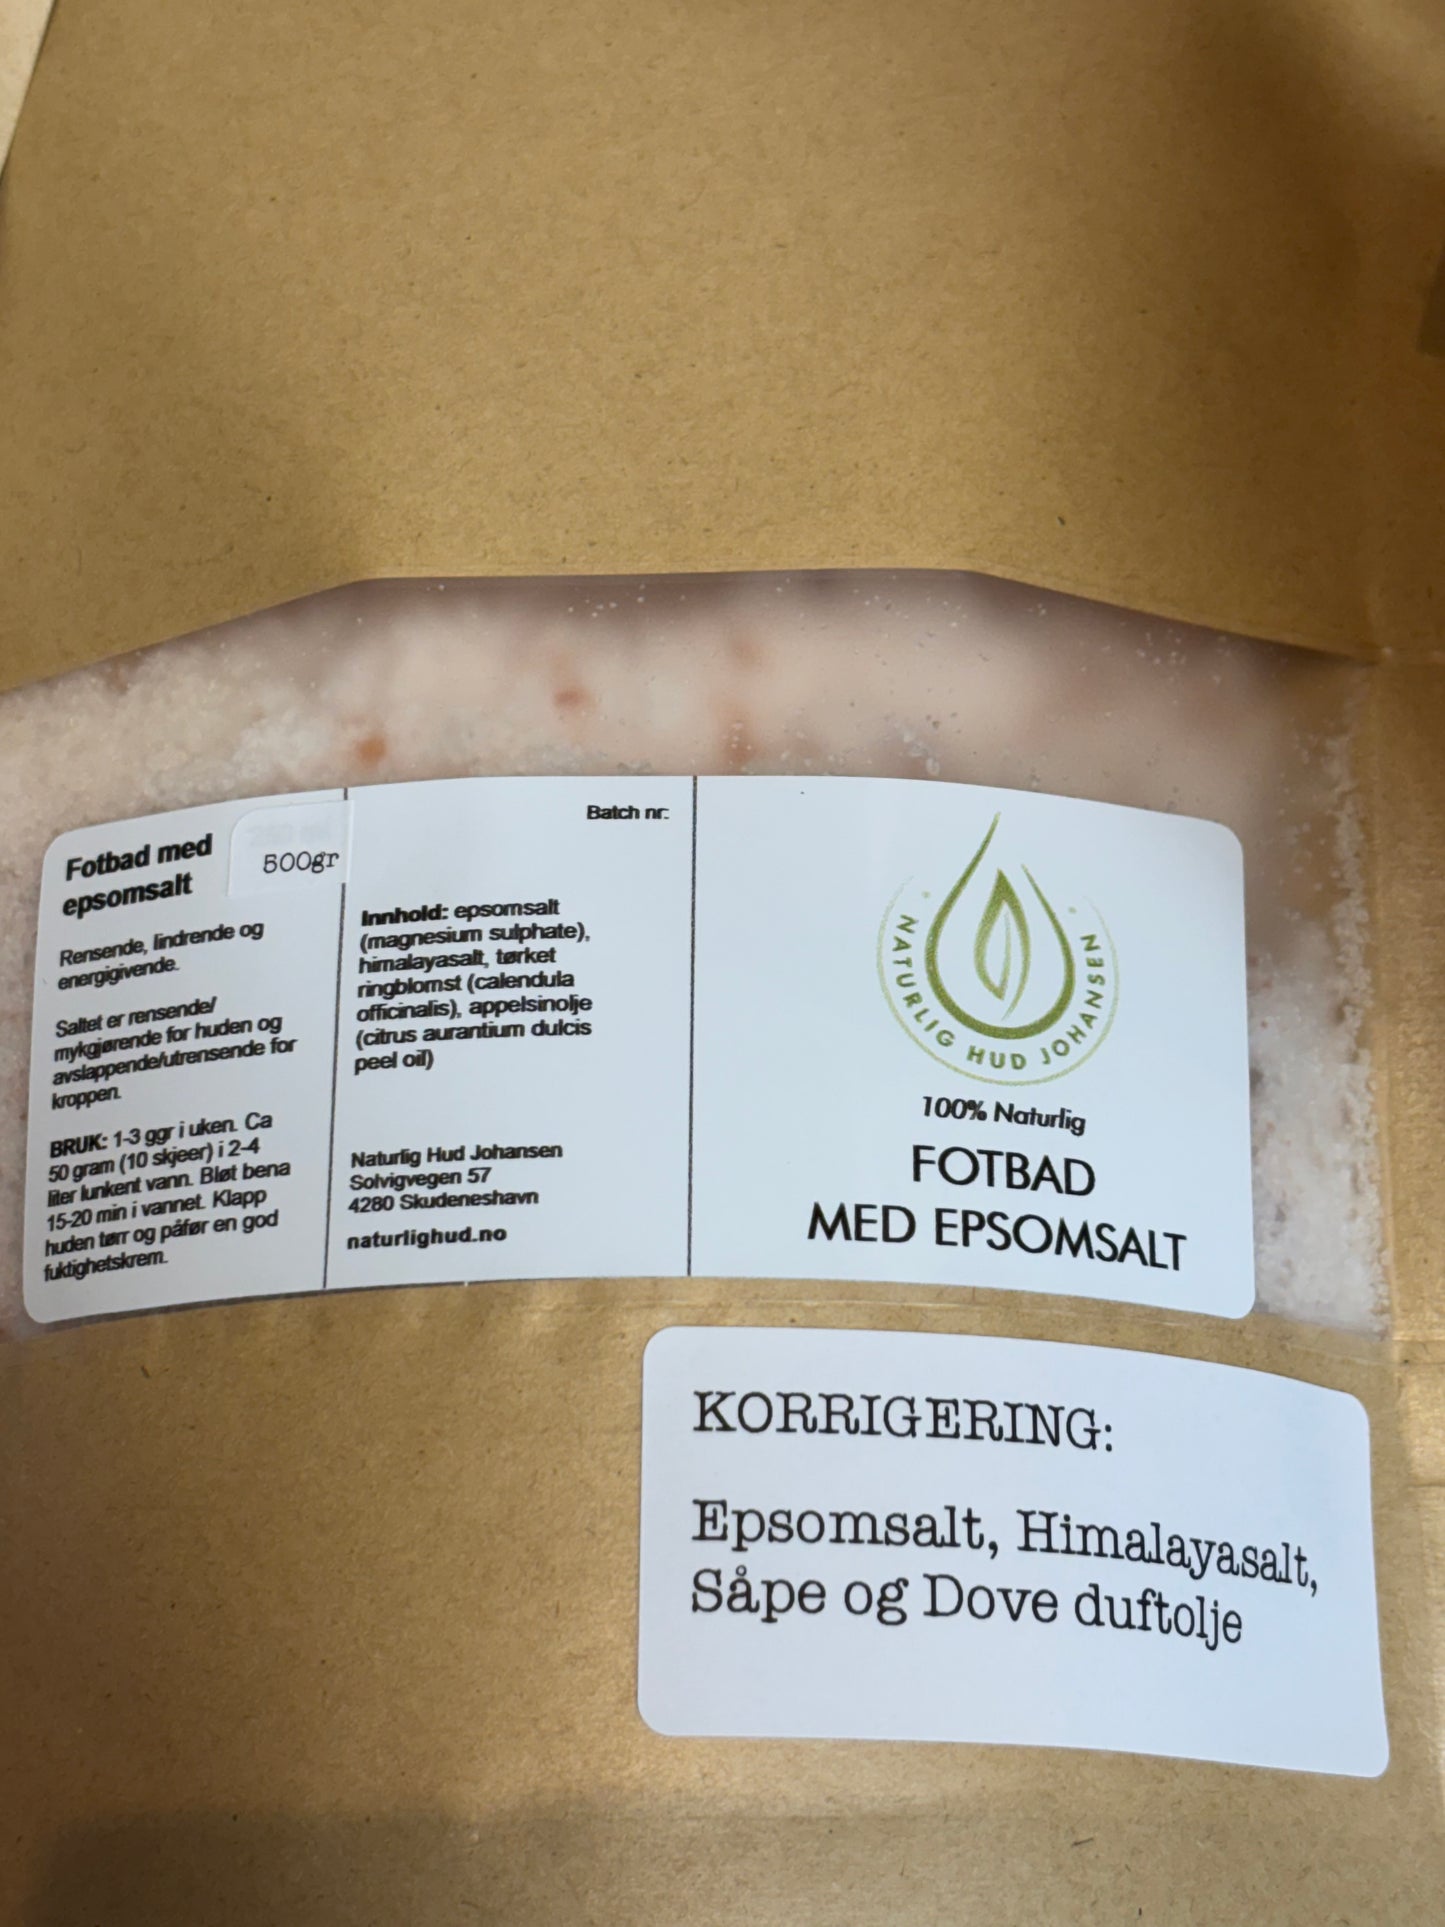 Fotbad med
epsomsalt
500gr
Rensende, lindrende og
energigivende.
Saltet er rensende/
mykgjørende for huden og
avslappende/utrensende for
kroppen.
BRUK: 1-3 ggr i uken. Ca
50 gram (10 skjeer) i 2-4
liter lunkent vann. Bløt bena
15-20 min i vannet. Klapp
huden tørr og påfør en god
fuktighetskrem.
Batch nr:
Innhold: epsomsalt
(magnesium sulphate),
himalayasalt, tørket
ringblomst (calendula
officinalis), appelsinolje
(citrus aurantium dulcis
peel oil)
Naturlig Hud Johansen
Solvigvegen 57
4280 Skudeneshavn
naturlighud.no
NATURLIG HUD JOHANSEN
100% Naturlig
FOTBAD
MED EPSOMSALT
KORRIGERING:
Epsomsalt, Himalayasalt,
Såpe og Dove duftolje